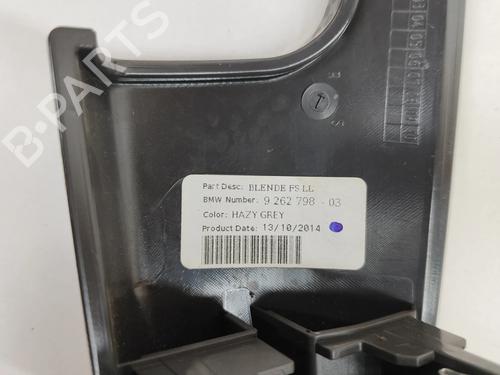 B-PARTS
Part Desc.: BLENDE FS LL
BMW Number: 9 262 798 - 03
Color: HAZY GREY
Product Date: 13/10/2014